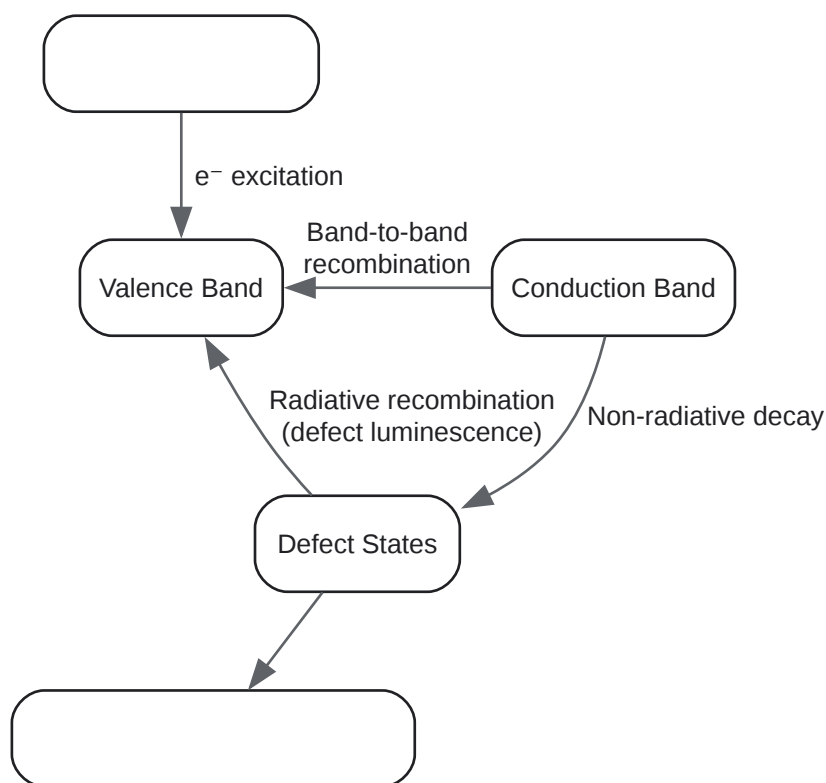 e⁻ excitation
Band-to-band
recombination
Valence Band
Conduction Band
Radiative recombination
(defect luminescence)
Non-radiative decay
Defect States